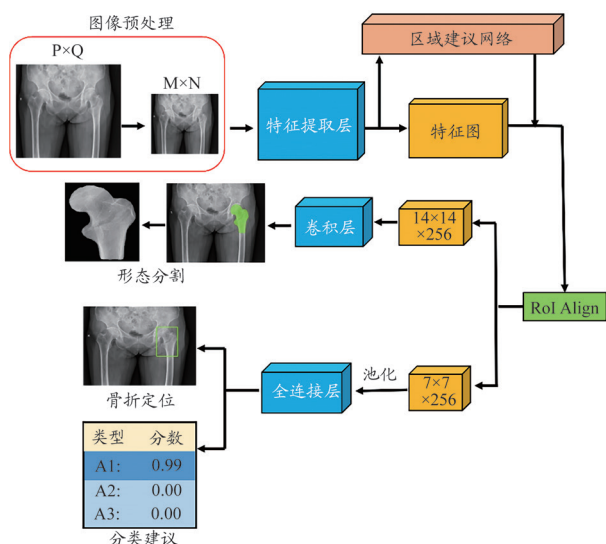 图像预处理
P×Q
M×N
区域建议网络
特征提取层
特征图
14×14
×256
卷积层
形态分割
RoI Align
7×7
×256
池化
全连接层
骨折定位
类型 分数
A1: 0.99
A2: 0.00
A3: 0.00
分类建议